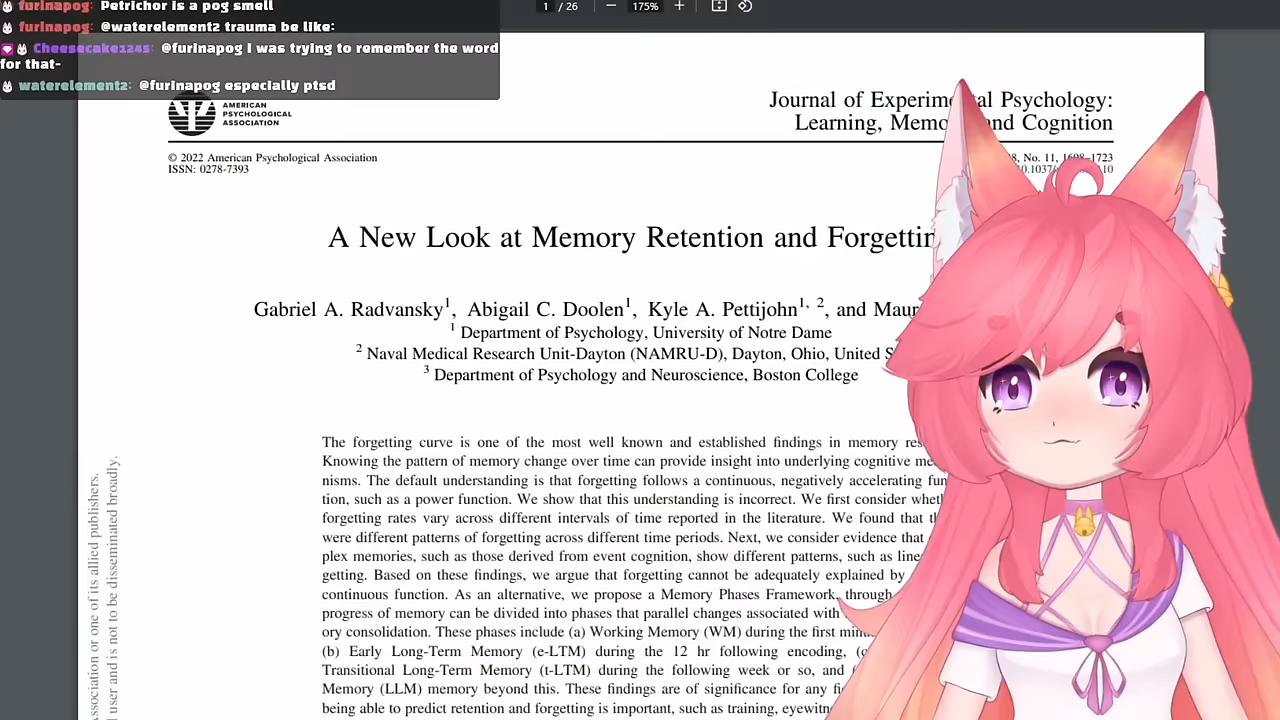 furinapog: Petrichor is a pog smell
furinapog: @waterelement2 trauma be like:
Cheesecake1245: @furinapog I was trying to remember the word
for that-
waterelement2: @furinapog especially ptsd
1 / 26
175%
AMERICAN
PSYCHOLOGICAL
ASSOCIATION
Journal of Experim al Psychology:
Learning, Memo and Cognition
© 2022 American Psychological Association
ISSN: 0278-7393
8, No. 11, 1698–1723
10
A New Look at Memory Retention and Forgettin
Gabriel A. Radvansky1, Abigail C. Doolen1, Kyle A. Pettijohn1, 2, and Maur
1 Department of Psychology, University of Notre Dame
2 Naval Medical Research Unit-Dayton (NAMRU-D), Dayton, Ohio, United S
3 Department of Psychology and Neuroscience, Boston College
The forgetting curve is one of the most well known and established findings in memory res
Knowing the pattern of memory change over time can provide insight into underlying cognitive me
nisms. The default understanding is that forgetting follows a continuous, negatively accelerating fun
tion, such as a power function. We show that this understanding is incorrect. We first consider wheth
forgetting rates vary across different intervals of time reported in the literature. We found that th
were different patterns of forgetting across different time periods. Next, we consider evidence that
plex memories, such as those derived from event cognition, show different patterns, such as line
getting. Based on these findings, we argue that forgetting cannot be adequately explained by
continuous function. As an alternative, we propose a Memory Phases Framework, through
progress of memory can be divided into phases that parallel changes associated with
ory consolidation. These phases include (a) Working Memory (WM) during the first minu
(b) Early Long-Term Memory (e-LTM) during the 12 hr following encoding, (c
Transitional Long-Term Memory (t-LTM) during the following week or so, and
Memory (LLM) memory beyond this. These findings are of significance for any fi
being able to predict retention and forgetting is important, such as training, eyewitn
Association or one of its allied publishers.
user and is not to be disseminated broadly.